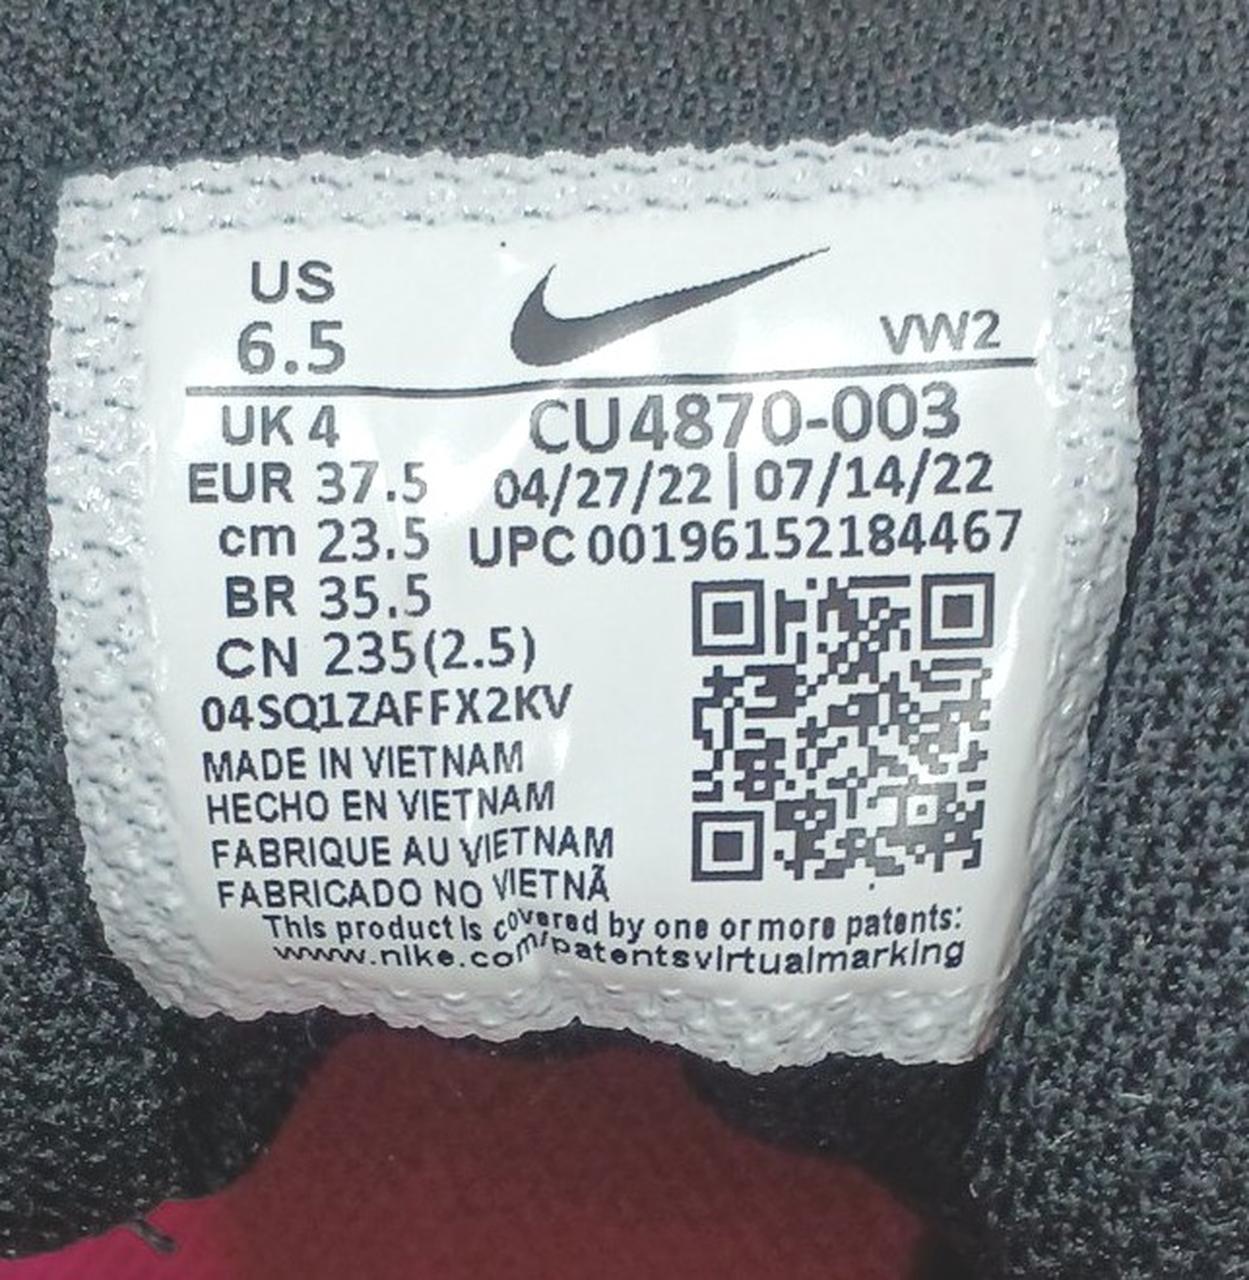 US
6.5
VW2
UK 4
CU4870-003
EUR 37.5
04/27/22 | 07/14/22
cm 23.5
UPC 00196152184467
BR 35.5
CN 235(2.5)
04SQ1ZAFFX2KV
MADE IN VIETNAM
HECHO EN VIETNAM
FABRIQUE AU VIETNAM
FABRICADO NO VIETNÃ
This product is covered by one or more patents:
www.nike.com/patentsvirtualmarking